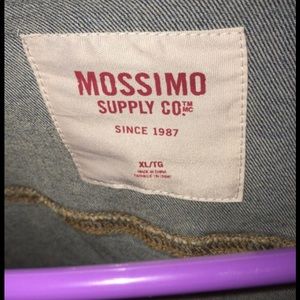 MOSSIMO
SUPPLY CO.™ MC
SINCE 1987
XL/TG
MADE IN CHINA